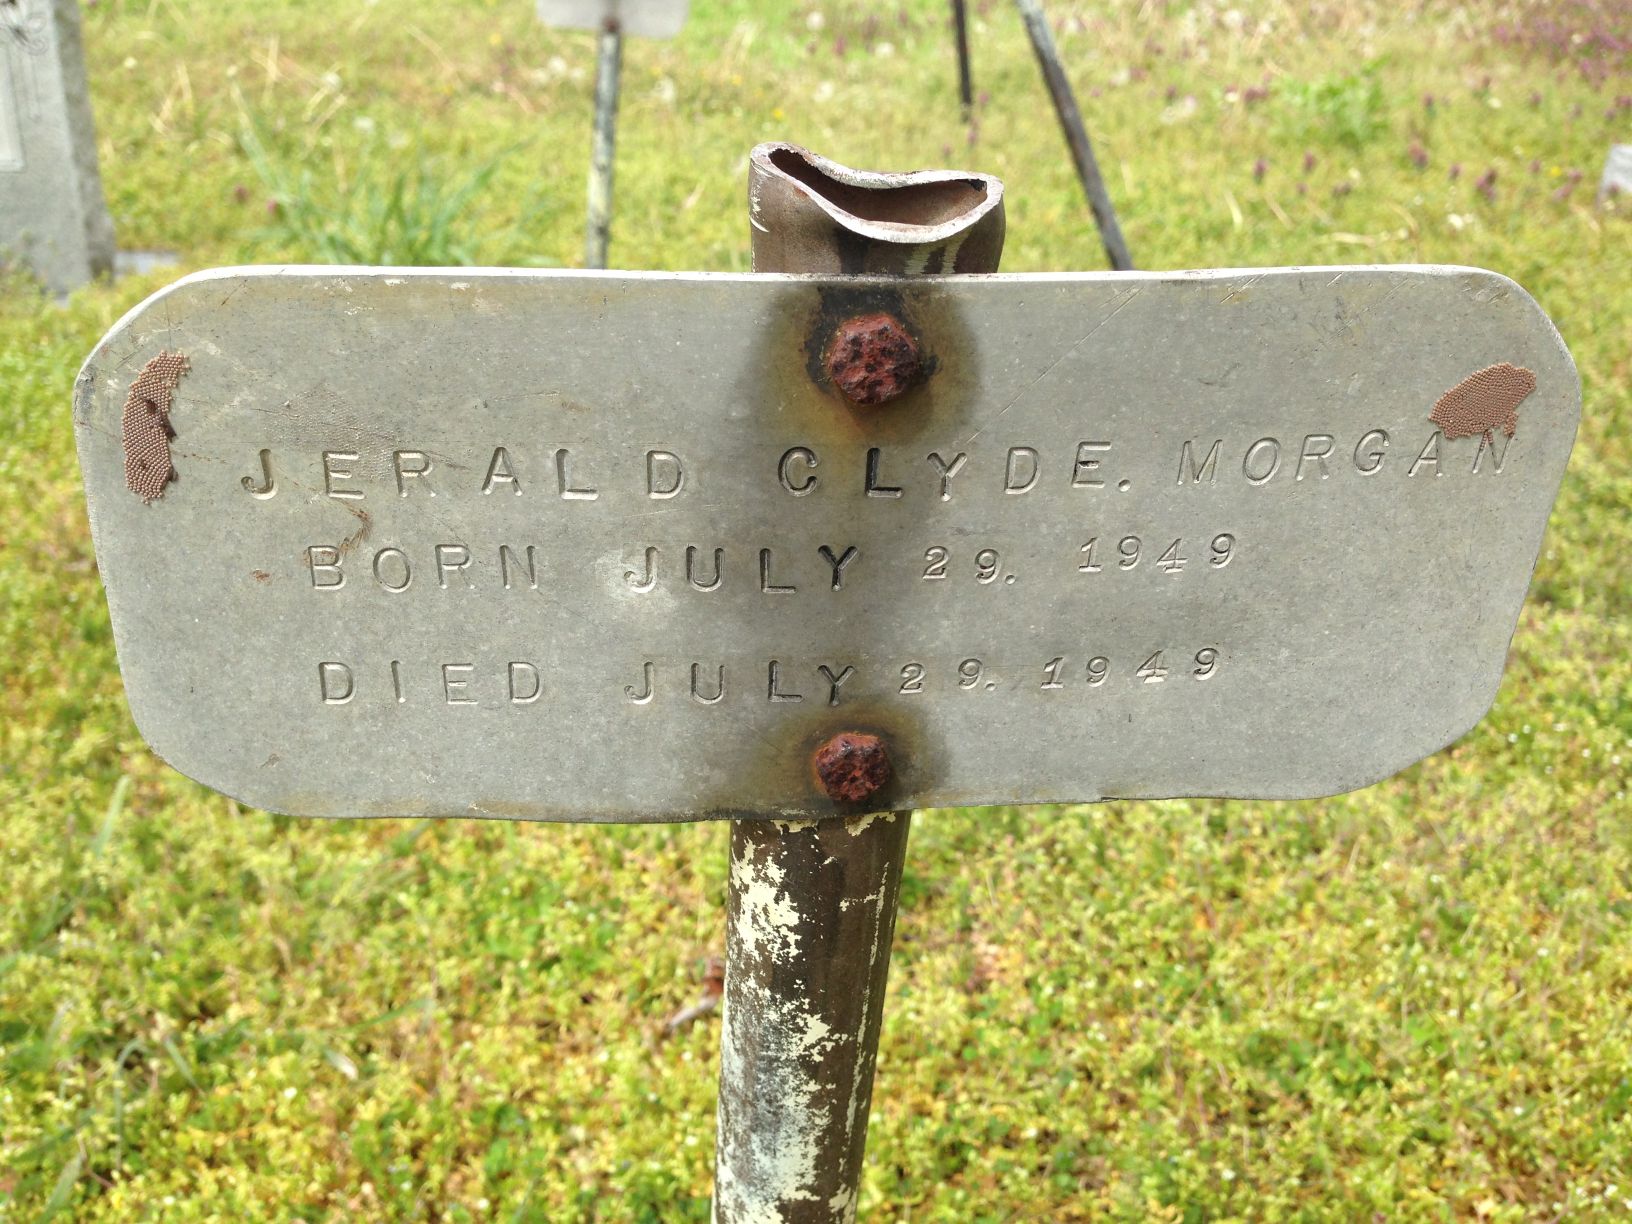 JERALD CLYDE. MORGAN
BORN JULY 29. 1949
DIED JULY 29. 1949